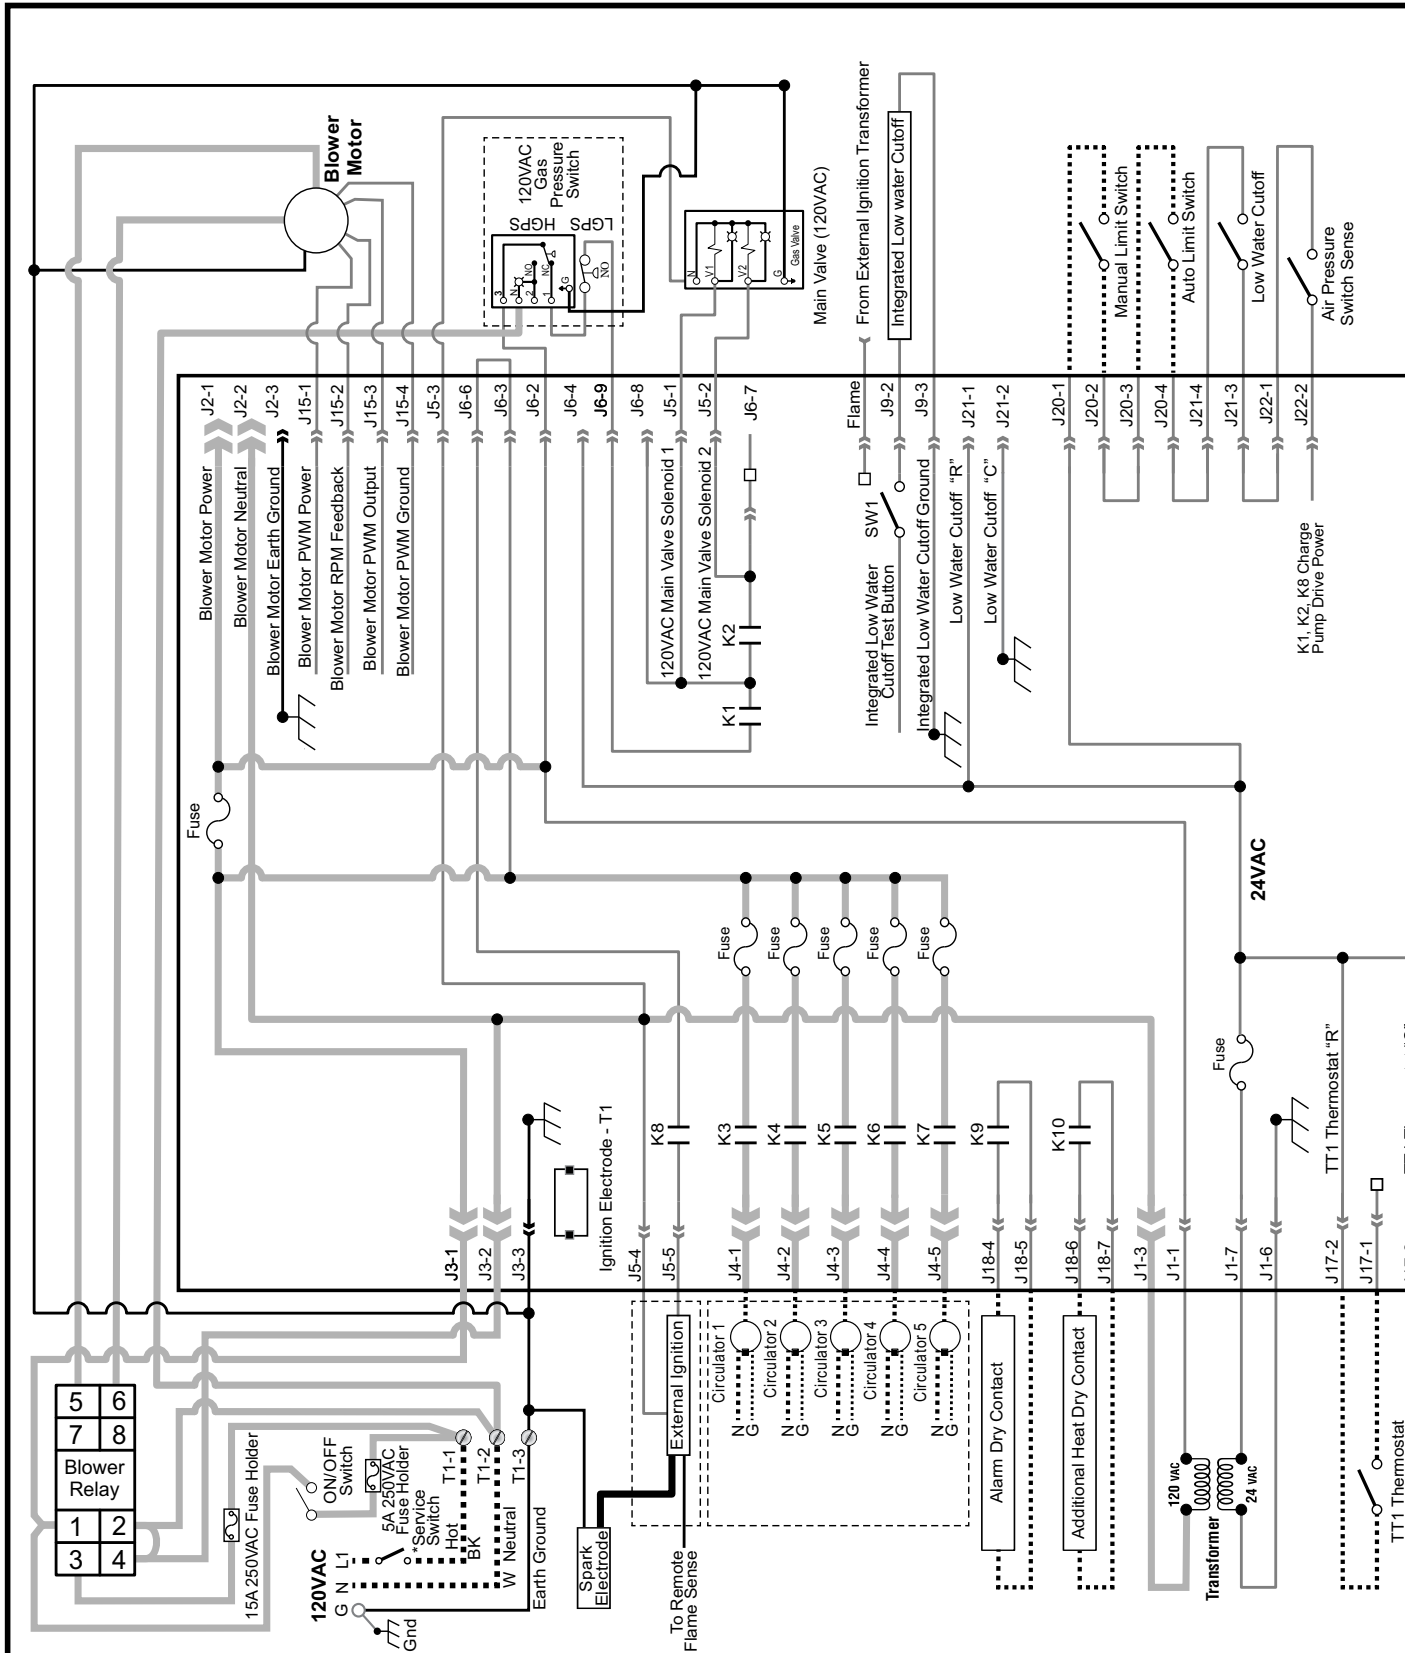 Blower
Motor
120VAC
Gas
Pressure
Switch
HGPS
LGPS
3
N
2
1
NO
NC
G
NO
N
V1
V2
G
Gas Valve
Main Valve (120VAC)
From External Ignition Transformer
Integrated Low water Cutoff
Manual Limit Switch
Auto Limit Switch
Low Water Cutoff
Air Pressure
Switch Sense
J2-1
J2-2
J2-3
J15-1
J15-2
J15-3
J15-4
J5-3
J6-6
J6-3
J6-2
J6-4
J6-9
J6-8
J5-1
J5-2
J6-7
Flame
J9-2
J9-3
J21-1
J21-2
J20-1
J20-2
J20-3
J20-4
J21-4
J21-3
J22-1
J22-2
Blower Motor Power
Blower Motor Neutral
Blower Motor Earth Ground
Blower Motor PWM Power
Blower Motor RPM Feedback
Blower Motor PWM Output
Blower Motor PWM Ground
120VAC Main Valve Solenoid 1
120VAC Main Valve Solenoid 2
K1
K2
SW1
Integrated Low Water
Cutoff Test Button
Integrated Low Water Cutoff Ground
Low Water Cutoff "R"
Low Water Cutoff "C"
K1, K2, K8 Charge
Pump Drive Power
Fuse
24VAC
Fuse
Fuse
Fuse
Fuse
Fuse
Fuse
TT1 Thermostat "R"
Ignition Electrode - T1
K8
K3
K4
K5
K6
K7
K9
K10
J3-1
J3-2
J3-3
J5-4
J5-5
J4-1
J4-2
J4-3
J4-4
J4-5
J18-4
J18-5
J18-6
J18-7
J1-3
J1-1
J1-7
J1-6
J17-2
J17-1
5 6
7 8
Blower
Relay
1 2
3 4
15A 250VAC Fuse Holder
ON/OFF
Switch
5A 250VAC
Fuse Holder
*Service
Switch
T1-1
T1-2
T1-3
Hot
BK
W Neutral
Earth Ground
120VAC
L1
N
G
Gnd
Spark
Electrode
External Ignition
To Remote
Flame Sense
Circulator 1
Circulator 2
Circulator 3
Circulator 4
Circulator 5
N
G
N
G
N
G
N
G
N
G
Alarm Dry Contact
Additional Heat Dry Contact
120 VAC
24 VAC
Transformer
TT1 Thermostat